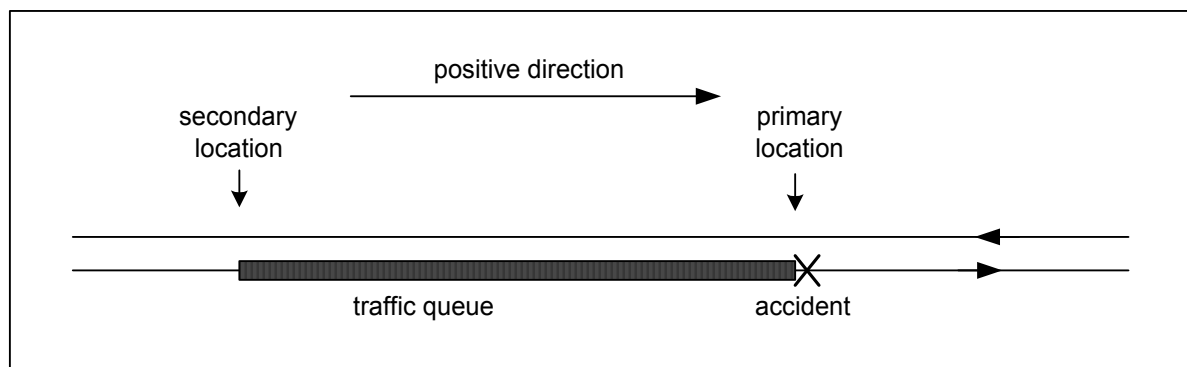 positive direction
secondary
location
primary
location
traffic queue
accident